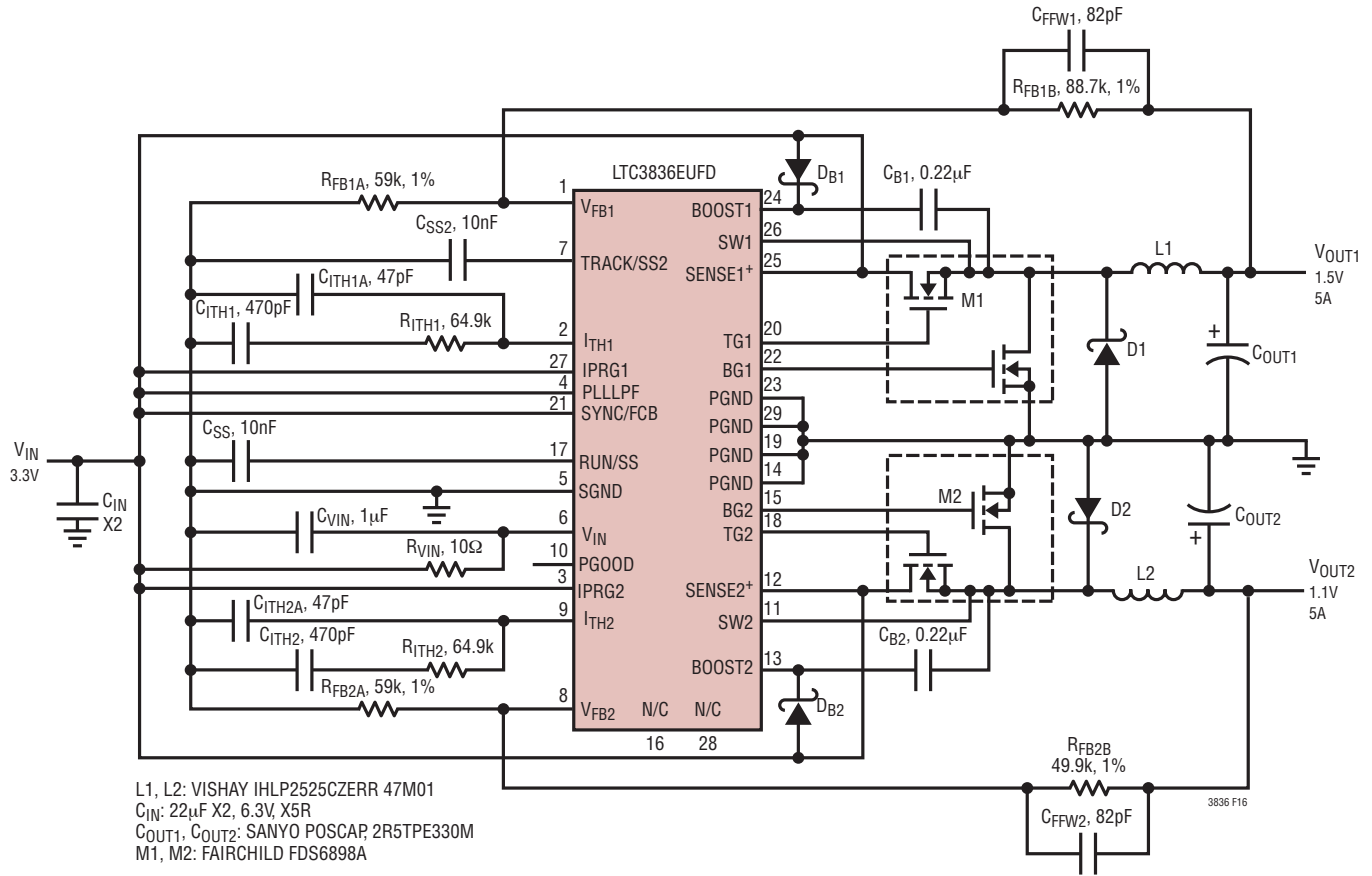 CFFW1, 82pF
RFB1B, 88.7k, 1%
LTC3836EUFD
DB1
CB1, 0.22µF
RFB1A, 59k, 1%
1
VFB1
BOOST1
24
CSS2, 10nF
7
TRACK/SS2
SW1
26
SENSE1+
25
L1
VOUT1
1.5V
5A
CITH1A, 47pF
CITH1, 470pF
RITH1, 64.9k
2
ITH1
M1
TG1
20
27
IPRG1
BG1
22
D1
+
COUT1
4
PLLLPF
PGND
23
21
SYNC/FCB
PGND
29
CSS, 10nF
VIN
3.3V
17
RUN/SS
PGND
19
5
SGND
PGND
14
CIN
X2
M2
BG2
15
D2
COUT2
+
CVIN, 1µF
6
VIN
TG2
18
RVIN, 10Ω
10
PGOOD
3
IPRG2
SENSE2+
12
L2
VOUT2
1.1V
5A
CITH2A, 47pF
9
ITH2
SW2
11
CITH2, 470pF
RITH2, 64.9k
CB2, 0.22µF
BOOST2
13
RFB2A, 59k, 1%
8
VFB2
N/C
N/C
DB2
16
28
RFB2B
49.9k, 1%
CFFW2, 82pF
3836 F16
L1, L2: VISHAY IHLP2525CZERR 47M01
CIN: 22µF X2, 6.3V, X5R
COUT1, COUT2: SANYO POSCAP, 2R5TPE330M
M1, M2: FAIRCHILD FDS6898A